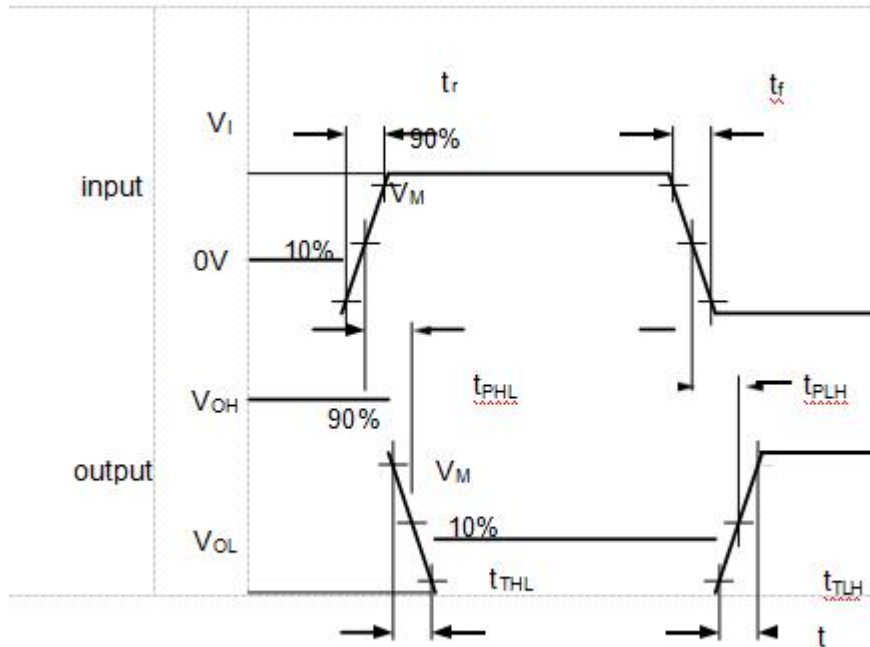 tr
tf
VI
90%
input
VM
0V
10%
tPHL
tPLH
VOH
90%
output
VM
VOL
10%
tTHL
tTLH
t